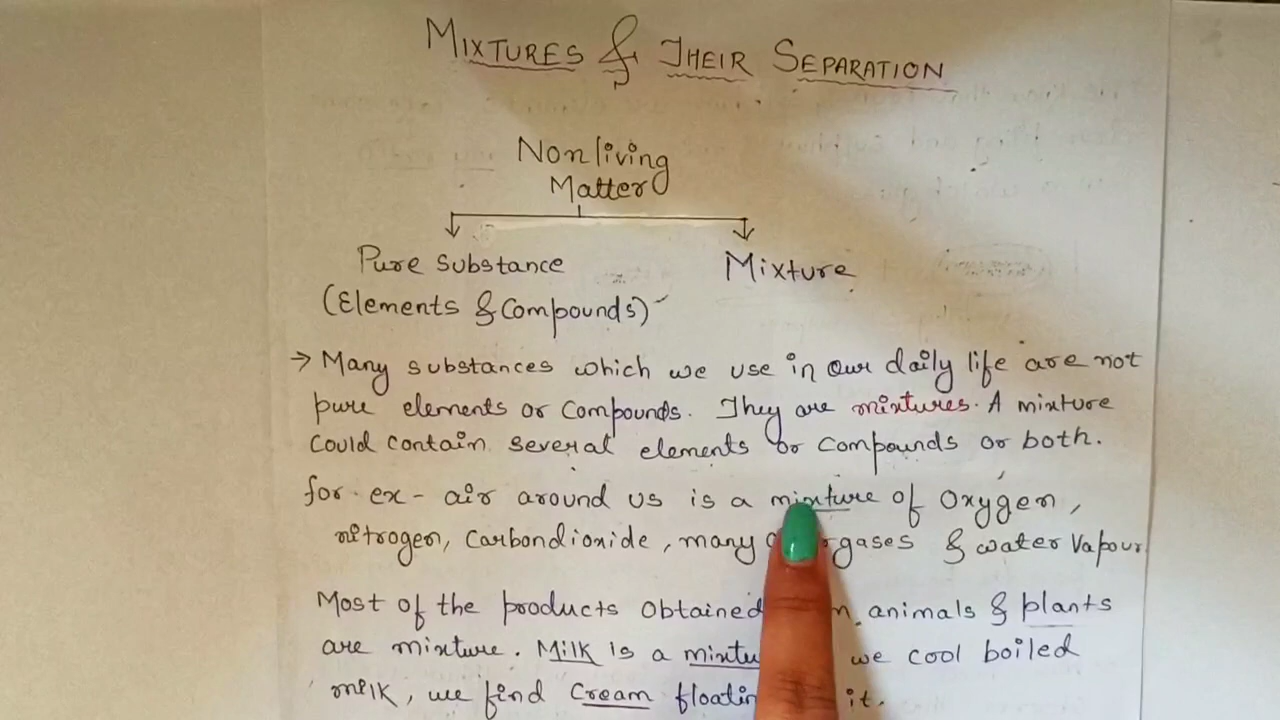 MIXTURES & THEIR SEPARATION
Nonliving
Matter
Pure Substance
Mixture
(Elements & Compounds)
→ Many substances which we use in our daily life are not
pure elements or compounds. They are mixtures. A mixture
could contain several elements or compounds or both.
for ex - air around us is a mixture of oxygen,
nitrogen, carbondioxide, many gases & water vapour
Most of the products obtained animals & plants
are mixture. Milk is a we cool boiled
milk, we find cream it.